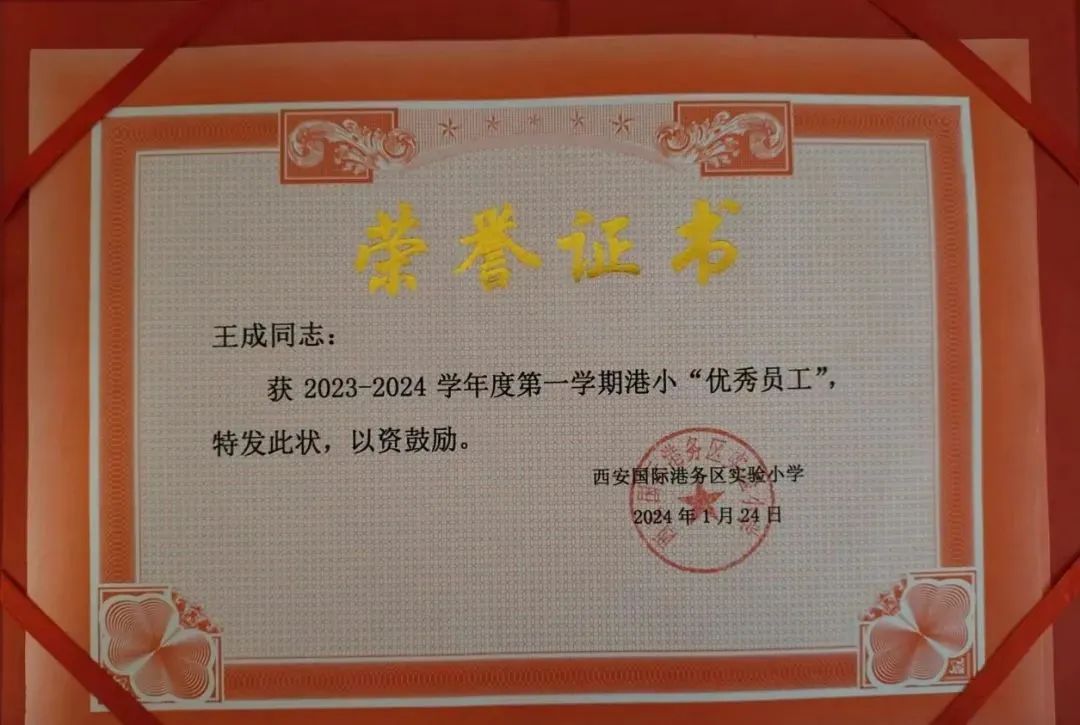 荣誉证书
王成同志：
获 2023-2024 学年度第一学期港小“优秀员工”，
特发此状，以资鼓励。
西安国际港务区实验小学
2024 年 1 月 24 日